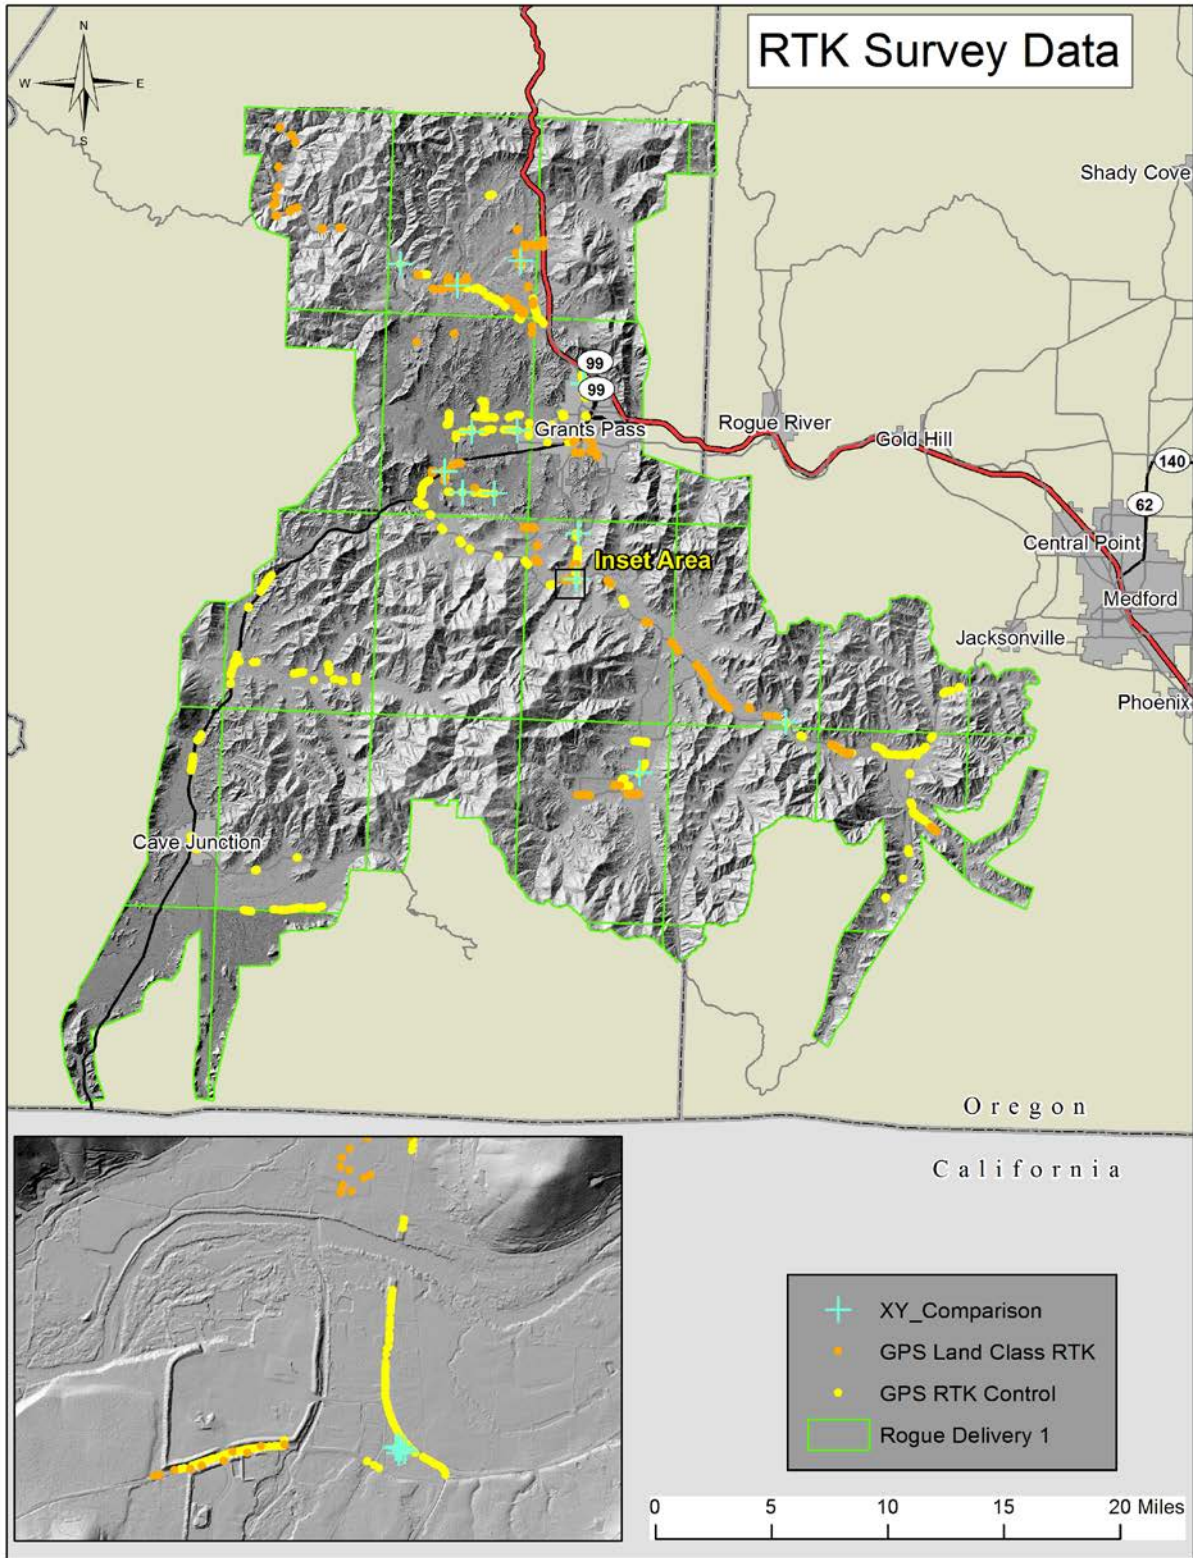 RTK Survey Data
N
W
E
S
Shady Cove
99
99
Grants Pass
Rogue River
Gold Hill
140
62
Central Point
Inset Area
Medford
Jacksonville
Phoenix
Cave Junction
Oregon
California
XY_Comparison
GPS Land Class RTK
GPS RTK Control
Rogue Delivery 1
0 5 10 15 20 Miles